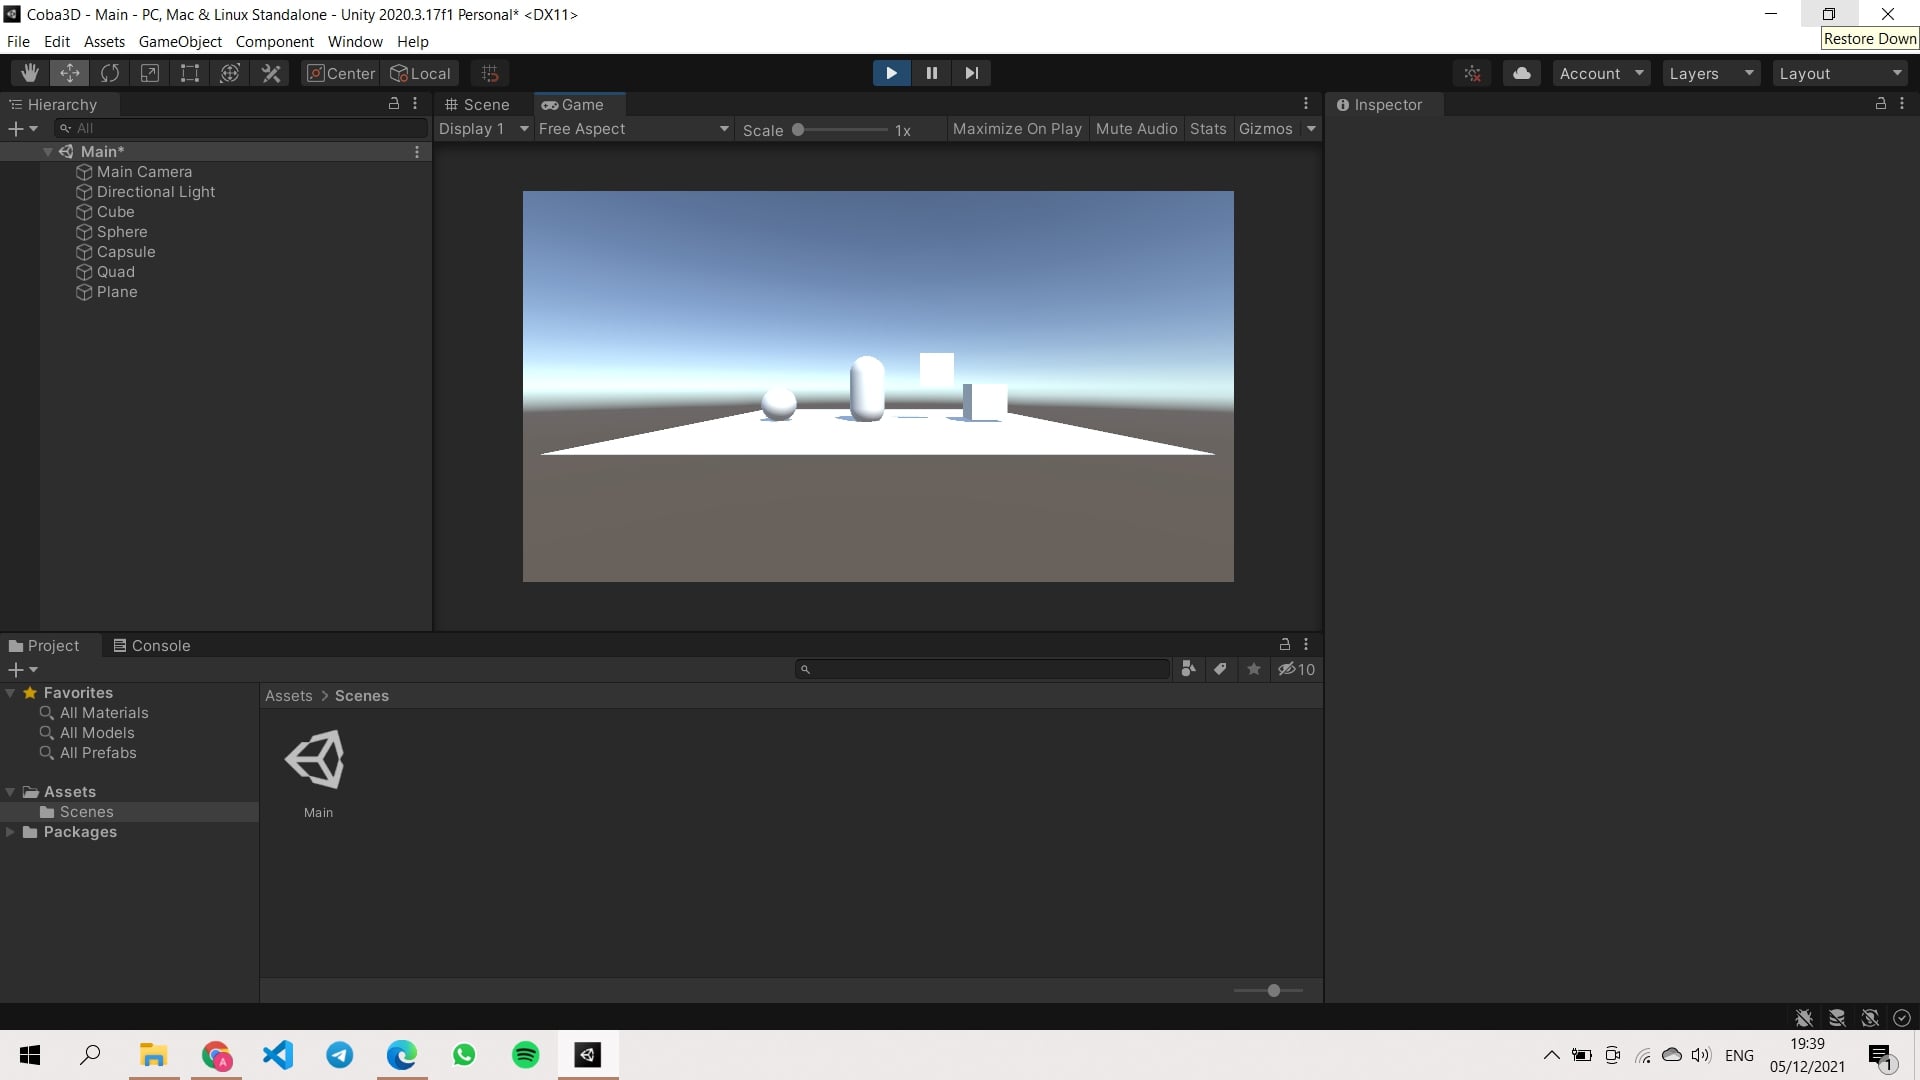 Coba3D - Main - PC, Mac & Linux Standalone - Unity 2020.3.17f1 Personal* <DX11>
Restore Down
File Edit Assets GameObject Component Window Help
Center Local Account Layers Layout
Hierarchy
All
Main*
Main Camera
Directional Light
Cube
Sphere
Capsule
Quad
Plane
Scene Game
Display 1 Free Aspect Scale 1x Maximize On Play Mute Audio Stats Gizmos
Inspector
Project Console
10
Favorites
All Materials
All Models
All Prefabs
Assets
Scenes
Packages
Assets > Scenes
Main
ENG
19:39
05/12/2021
1